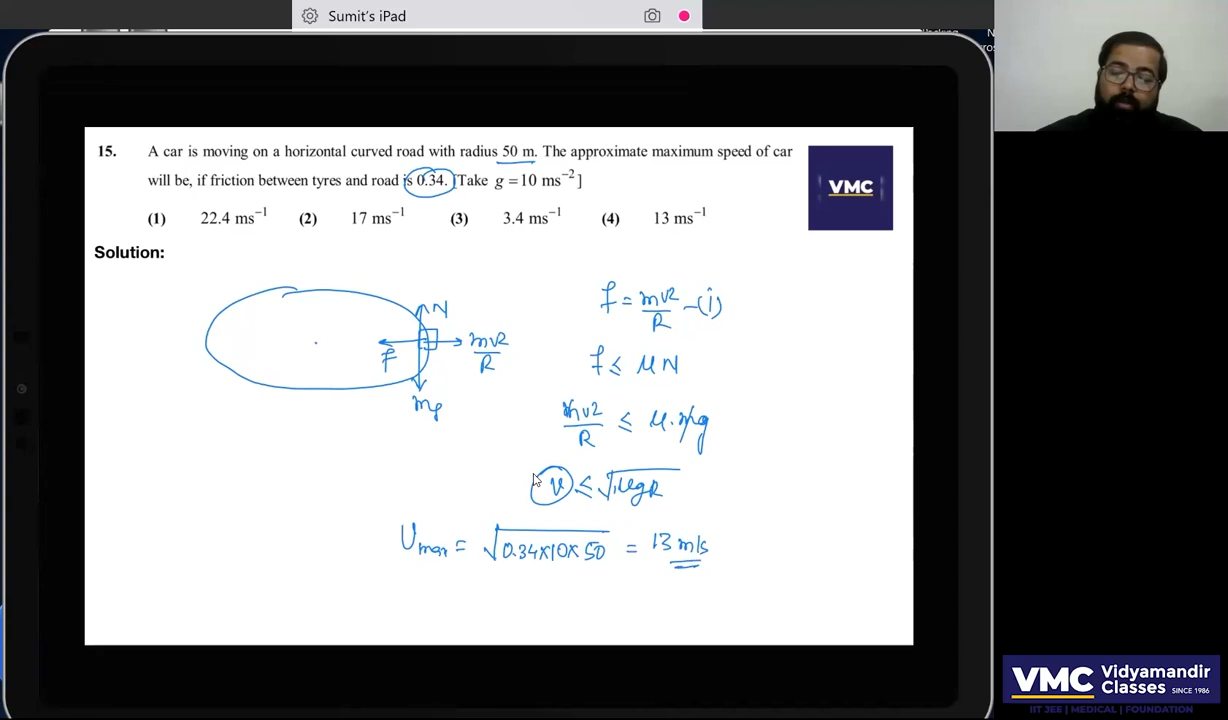 Sumit's iPad
15. A car is moving on a horizontal curved road with radius 50 m. The approximate maximum speed of car
will be, if friction between tyres and road is 0.34. [Take g = 10 ms⁻²]
(1) 22.4 ms⁻¹ (2) 17 ms⁻¹ (3) 3.4 ms⁻¹ (4) 13 ms⁻¹
VMC
Solution:
N
f
mv²/R
mg
f = mv²/R -(i)
f ≤ μN
mv²/R ≤ μ.mg
v ≤ √μgR
Vmax = √0.34×10×50 = 13 m/s
VMC Vidyamandir
Classes SINCE 1986
IIT JEE | MEDICAL | FOUNDATION